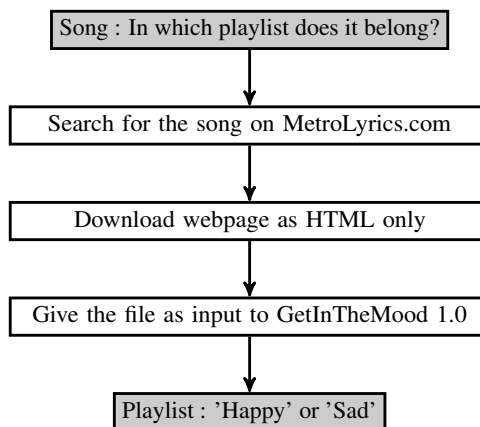 Song : In which playlist does it belong?
Search for the song on MetroLyrics.com
Download webpage as HTML only
Give the file as input to GetInTheMood 1.0
Playlist : ’Happy’ or ’Sad’